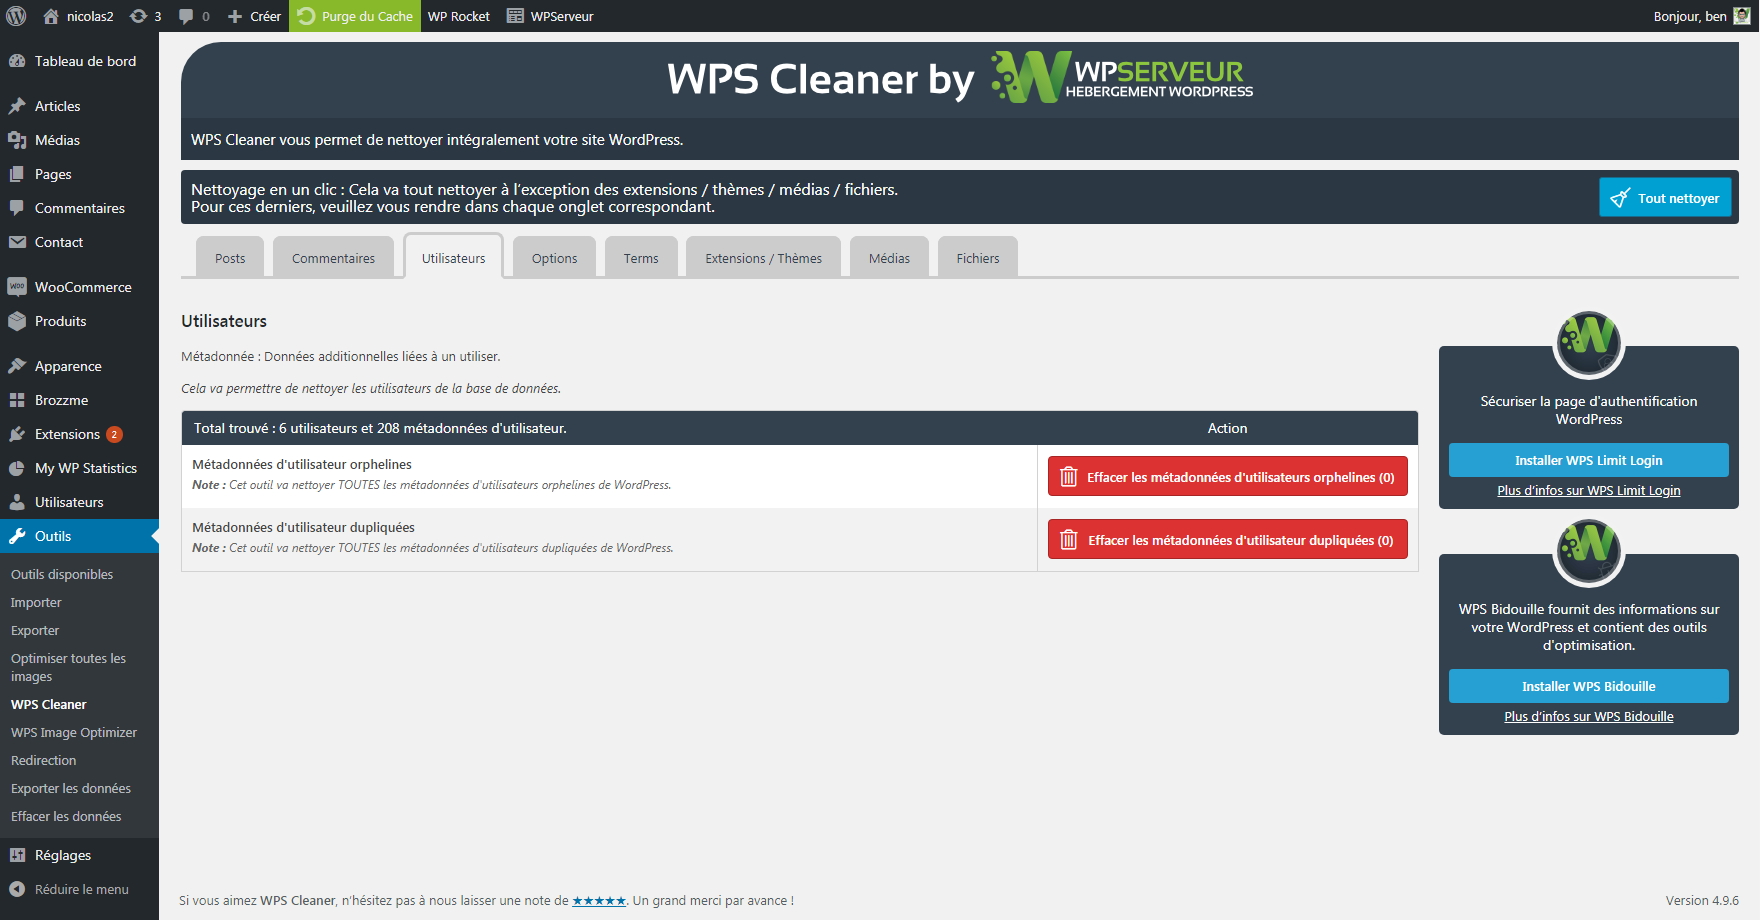 nicolas2
3
0
Créer
Purge du Cache
WP Rocket
WPServeur
Bonjour, ben
Tableau de bord
Articles
Médias
Pages
Commentaires
Contact
Woo WooCommerce
Produits
Apparence
Brozzme
Extensions 2
My WP Statistics
Utilisateurs
Outils
Outils disponibles
Importer
Exporter
Optimiser toutes les
images
WPS Cleaner
WPS Image Optimizer
Redirection
Exporter les données
Effacer les données
Réglages
Réduire le menu
WPS Cleaner by
WPSERVEUR
HEBERGEMENT WORDPRESS
WPS Cleaner vous permet de nettoyer intégralement votre site WordPress.
Nettoyage en un clic : Cela va tout nettoyer à l'exception des extensions / thèmes / médias / fichiers.
Pour ces derniers, veuillez vous rendre dans chaque onglet correspondant.
Tout nettoyer
Posts
Commentaires
Utilisateurs
Options
Terms
Extensions / Thèmes
Médias
Fichiers
Utilisateurs
Métadonnée : Données additionnelles liées à un utiliser.
Cela va permettre de nettoyer les utilisateurs de la base de données.
Total trouvé : 6 utilisateurs et 208 métadonnées d'utilisateur.
Action
Métadonnées d'utilisateur orphelines
Note : Cet outil va nettoyer TOUTES les métadonnées d'utilisateurs orphelines de WordPress.
Effacer les métadonnées d'utilisateurs orphelines (0)
Métadonnées d'utilisateur dupliquées
Note : Cet outil va nettoyer TOUTES les métadonnées d'utilisateurs dupliquées de WordPress.
Effacer les métadonnées d'utilisateur dupliquées (0)
Sécuriser la page d'authentification
WordPress
Installer WPS Limit Login
Plus d'infos sur WPS Limit Login
WPS Bidouille fournit des informations sur
votre WordPress et contient des outils
d'optimisation.
Installer WPS Bidouille
Plus d'infos sur WPS Bidouille
Si vous aimez WPS Cleaner, n'hésitez pas à nous laisser une note de ★★★★★. Un grand merci par avance !
Version 4.9.6